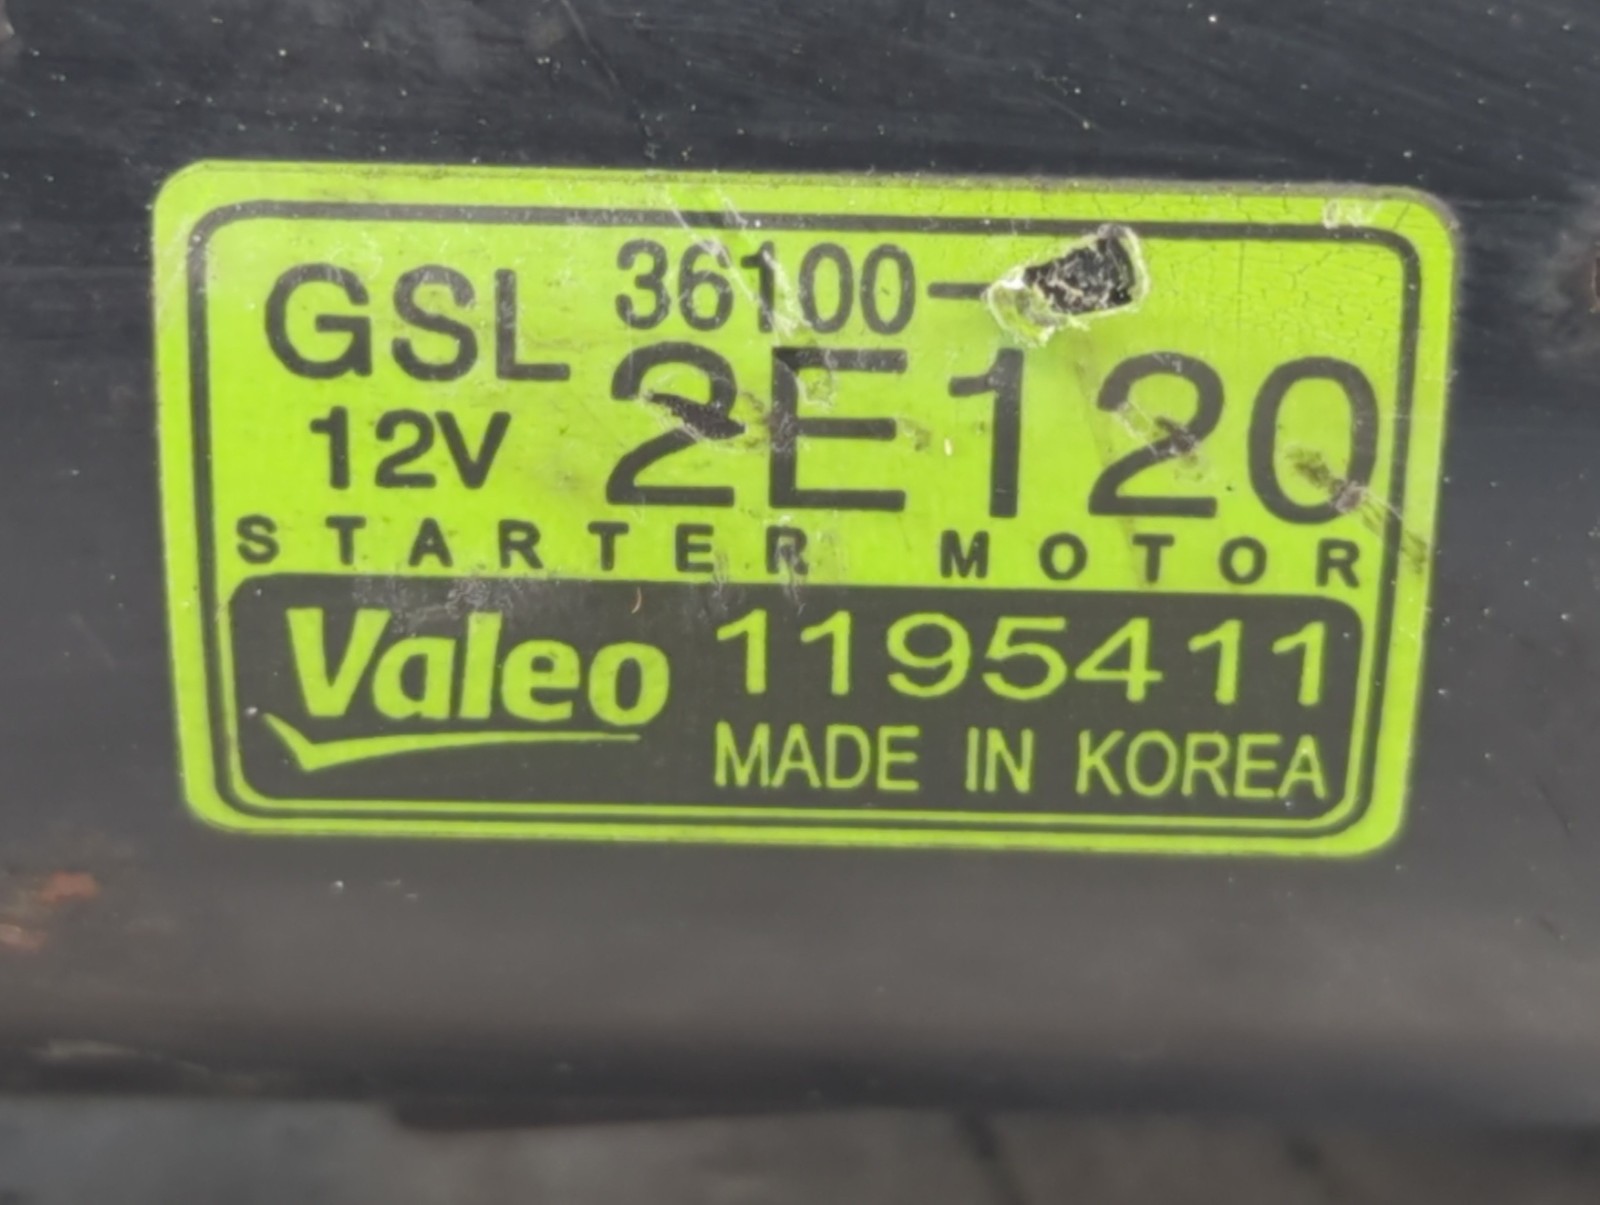 GSL 36100-
12V 2E120
STARTER MOTOR
Valeo 1195411
MADE IN KOREA